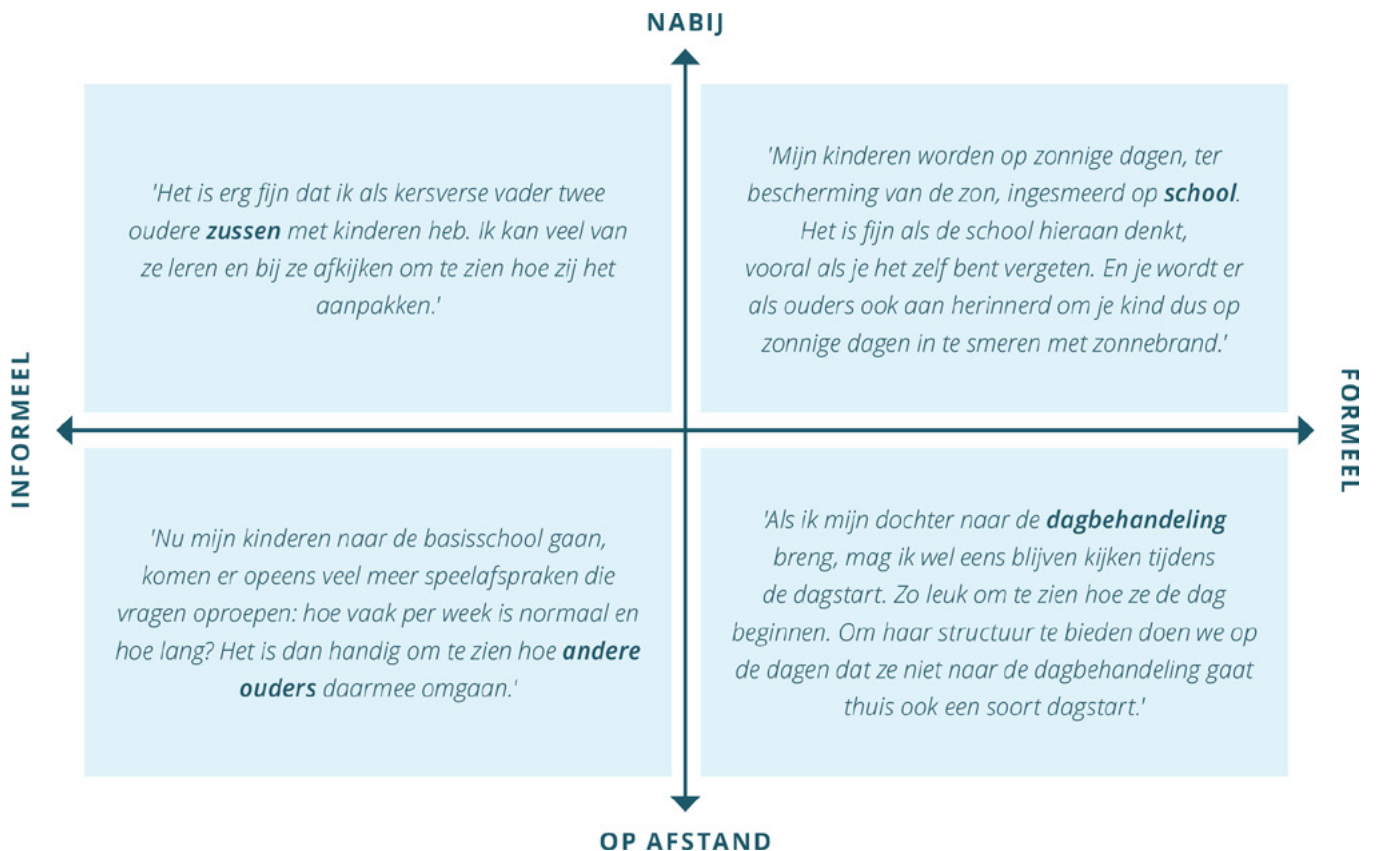 NABIJ
'Het is erg fijn dat ik als kersverse vader twee
oudere zussen met kinderen heb. Ik kan veel van
ze leren en bij ze afkijken om te zien hoe zij het
aanpakken.'
'Mijn kinderen worden op zonnige dagen, ter
bescherming van de zon, ingesmeerd op school.
Het is fijn als de school hieraan denkt,
vooral als je het zelf bent vergeten. En je wordt er
als ouders ook aan herinnerd om je kind dus op
zonnige dagen in te smeren met zonnebrand.'
INFORMEEL
FORMEEL
'Nu mijn kinderen naar de basisschool gaan,
komen er opeens veel meer speelafspraken die
vragen oproepen: hoe vaak per week is normaal en
hoe lang? Het is dan handig om te zien hoe andere
ouders daarmee omgaan.'
'Als ik mijn dochter naar de dagbehandeling
breng, mag ik wel eens blijven kijken tijdens
de dagstart. Zo leuk om te zien hoe ze de dag
beginnen. Om haar structuur te bieden doen we op
de dagen dat ze niet naar de dagbehandeling gaat
thuis ook een soort dagstart.'
OP AFSTAND